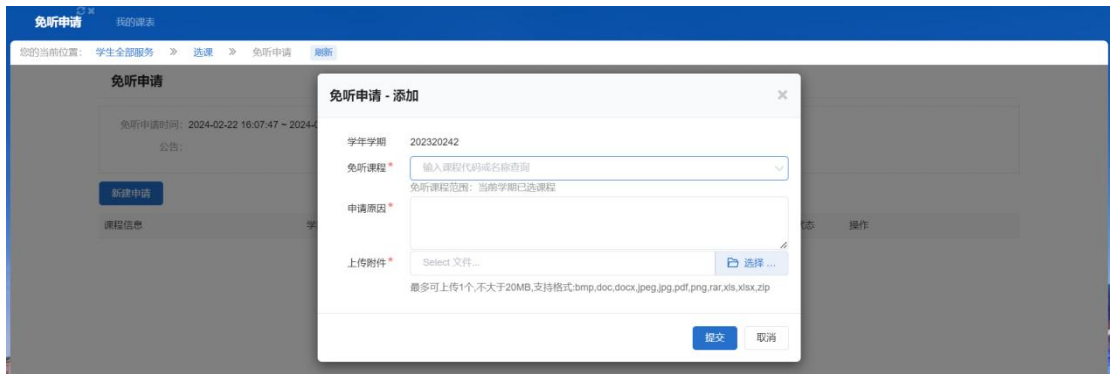 免听申请 我的课表
您的当前位置: 学生全部服务 » 选课 » 免听申请 刷新
免听申请
免听申请 - 添加
免听申请时间: 2024-02-22 16:07:47 ~ 2024-0
公告:
学年学期 202320242
免听课程* 输入课程代码或名称查询
免听课程范围: 当前学期已选课程
新建申请
申请原因*
课程信息 学 状态 操作
上传附件* Select 文件... 选择 ...
最多可上传1个,不大于20MB,支持格式:bmp,doc,docx,jpeg,jpg,pdf,png,rar,xls,xlsx,zip
提交 取消